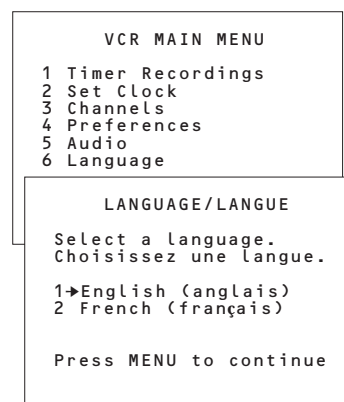 VCR MAIN MENU
1 Timer Recordings
2 Set Clock
3 Channels
4 Preferences
5 Audio
6 Language
LANGUAGE/LANGUE
Select a language.
Choisissez une langue.
1➔English (anglais)
2 French (français)
Press MENU to continue